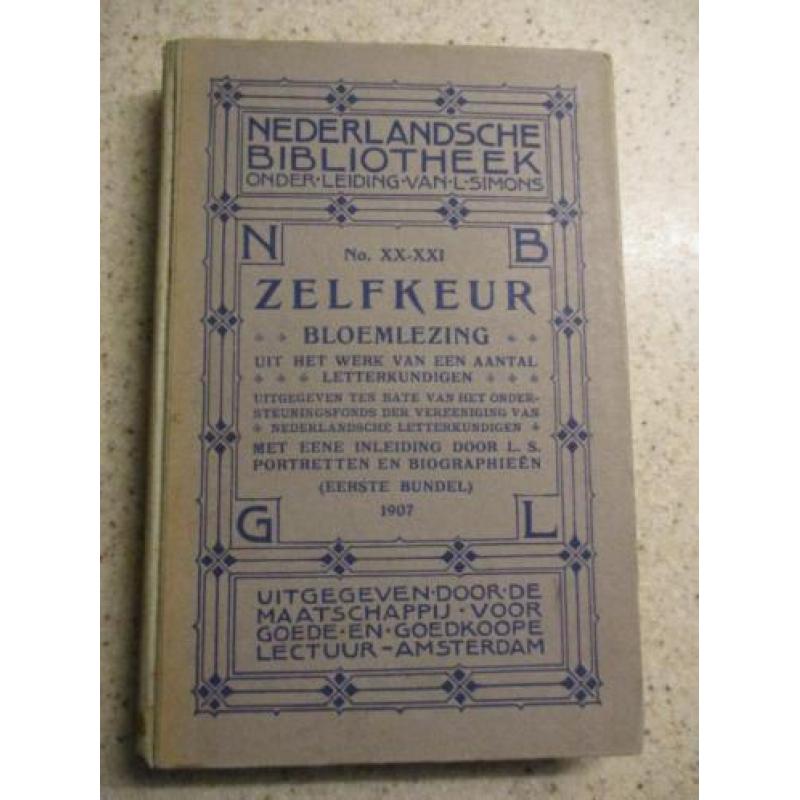 NEDERLANDSCHE
BIBLIOTHEEK
ONDER·LEIDING·VAN·L·SIMONS
N B
No. XX-XXI
ZELFKEUR
BLOEMLEZING
UIT HET WERK VAN EEN AANTAL
LETTERKUNDIGEN
UITGEGEVEN TEN BATE VAN HET ONDER-
STEUNINGSFONDS DER VEREENIGING VAN
NEDERLANDSCHE LETTERKUNDIGEN
MET EENE INLEIDING DOOR L. S.
PORTRETTEN EN BIOGRAPHIEËN
(EERSTE BUNDEL)
1907
G L
UITGEGEVEN·DOOR·DE
MAATSCHAPPIJ·VOOR
GOEDE·EN·GOEDKOOPE
LECTUUR-AMSTERDAM